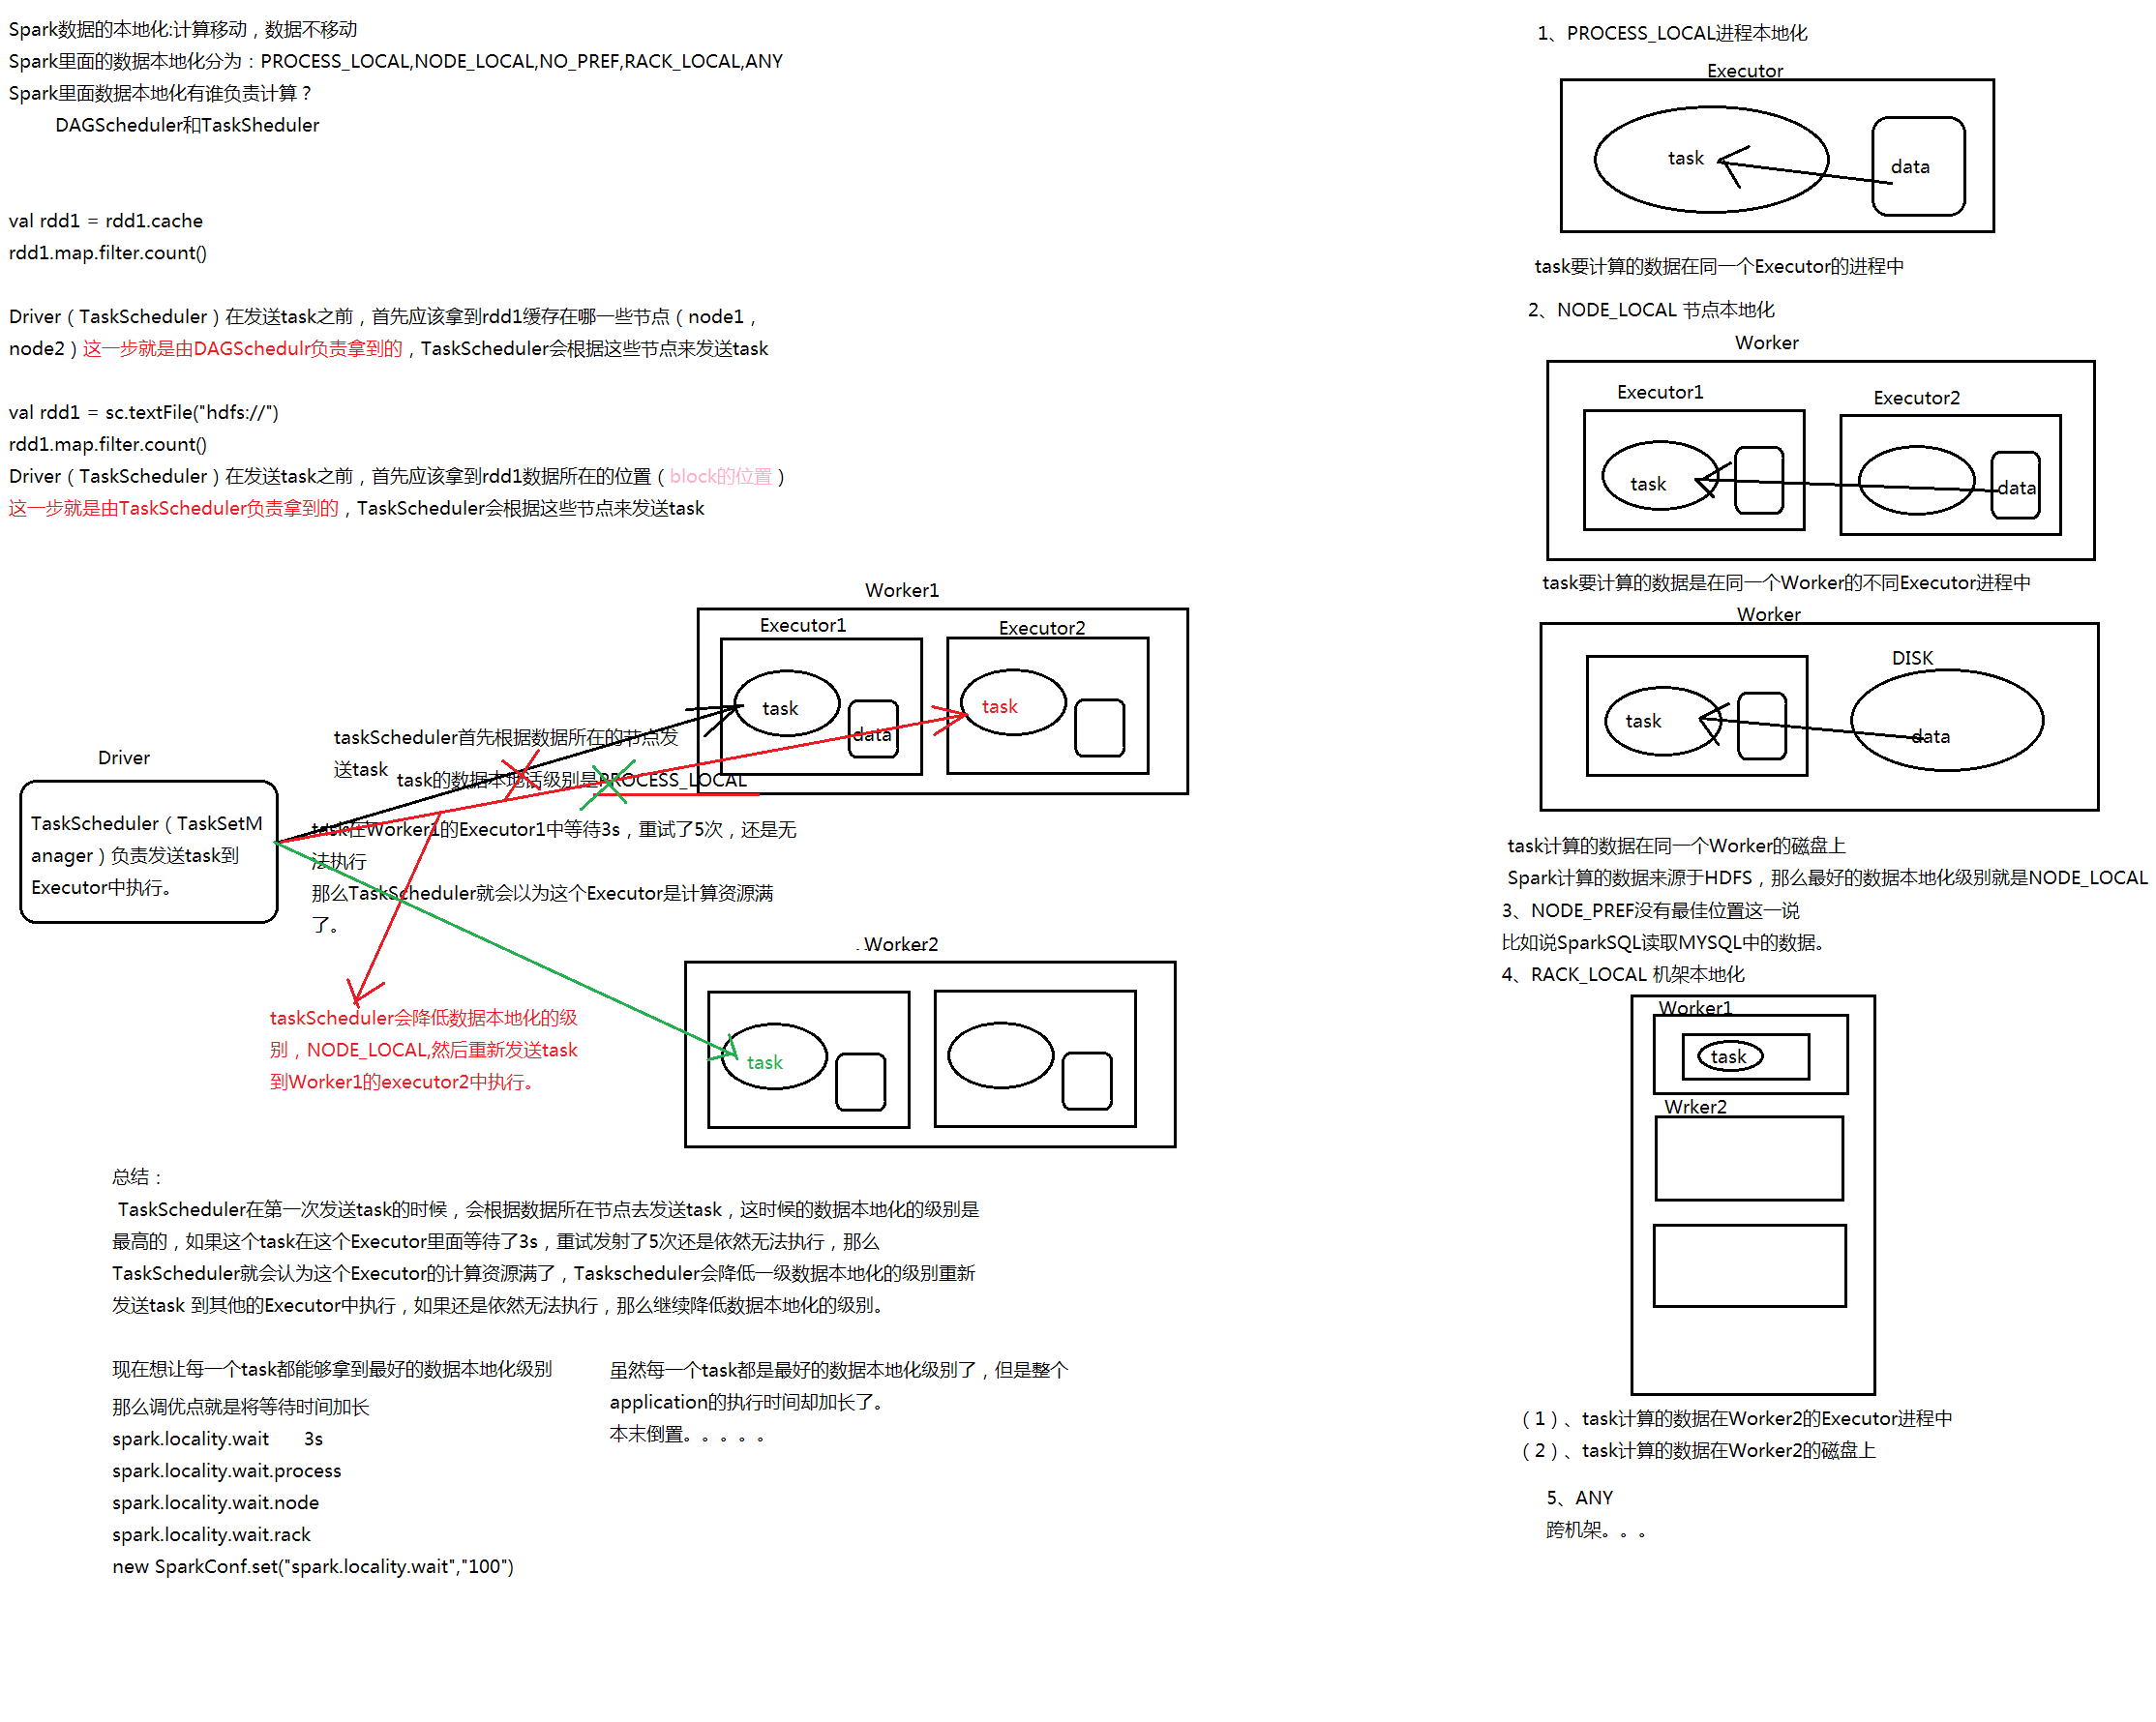 Spark数据的本地化:计算移动，数据不移动
Spark里面的数据本地化分为：PROCESS_LOCAL,NODE_LOCAL,NO_PREF,RACK_LOCAL,ANY
Spark里面数据本地化有谁负责计算？
DAGScheduler和TaskSheduler
val rdd1 = rdd1.cache
rdd1.map.filter.count()
Driver（TaskScheduler）在发送task之前，首先应该拿到rdd1缓存在哪一些节点（node1，
node2）这一步就是由DAGSchedulr负责拿到的，TaskScheduler会根据这些节点来发送task
val rdd1 = sc.textFile("hdfs://")
rdd1.map.filter.count()
Driver（TaskScheduler）在发送task之前，首先应该拿到rdd1数据所在的位置（block的位置）
这一步就是由TaskScheduler负责拿到的，TaskScheduler会根据这些节点来发送task
Worker1
Executor1
Executor2
task
data
task
taskScheduler首先根据数据所在的节点发
送task
task的数据本地话级别是PROCESS_LOCAL
Driver
TaskScheduler（TaskSetM
anager）负责发送task到
Executor中执行。
task在Worker1的Executor1中等待3s，重试了5次，还是无
法执行
那么TaskScheduler就会以为这个Executor是计算资源满
了。
Worker2
task
taskScheduler会降低数据本地化的级
别，NODE_LOCAL,然后重新发送task
到Worker1的executor2中执行。
总结：
TaskScheduler在第一次发送task的时候，会根据数据所在节点去发送task，这时候的数据本地化的级别是
最高的，如果这个task在这个Executor里面等待了3s，重试发射了5次还是依然无法执行，那么
TaskScheduler就会认为这个Executor的计算资源满了，Taskscheduler会降低一级数据本地化的级别重新
发送task 到其他的Executor中执行，如果还是依然无法执行，那么继续降低数据本地化的级别。
现在想让每一个task都能够拿到最好的数据本地化级别
那么调优点就是将等待时间加长
spark.locality.wait 3s
spark.locality.wait.process
spark.locality.wait.node
spark.locality.wait.rack
new SparkConf.set("spark.locality.wait","100")
虽然每一个task都是最好的数据本地化级别了，但是整个
application的执行时间却加长了。
本末倒置。。。。。
1、PROCESS_LOCAL进程本地化
Executor
task
data
task要计算的数据在同一个Executor的进程中
2、NODE_LOCAL 节点本地化
Worker
Executor1
Executor2
task
data
task要计算的数据是在同一个Worker的不同Executor进程中
Worker
DISK
task
data
task计算的数据在同一个Worker的磁盘上
Spark计算的数据来源于HDFS，那么最好的数据本地化级别就是NODE_LOCAL
3、NODE_PREF没有最佳位置这一说
比如说SparkSQL读取MYSQL中的数据。
4、RACK_LOCAL 机架本地化
Worker1
task
Wrker2
（1）、task计算的数据在Worker2的Executor进程中
（2）、task计算的数据在Worker2的磁盘上
5、ANY
跨机架。。。